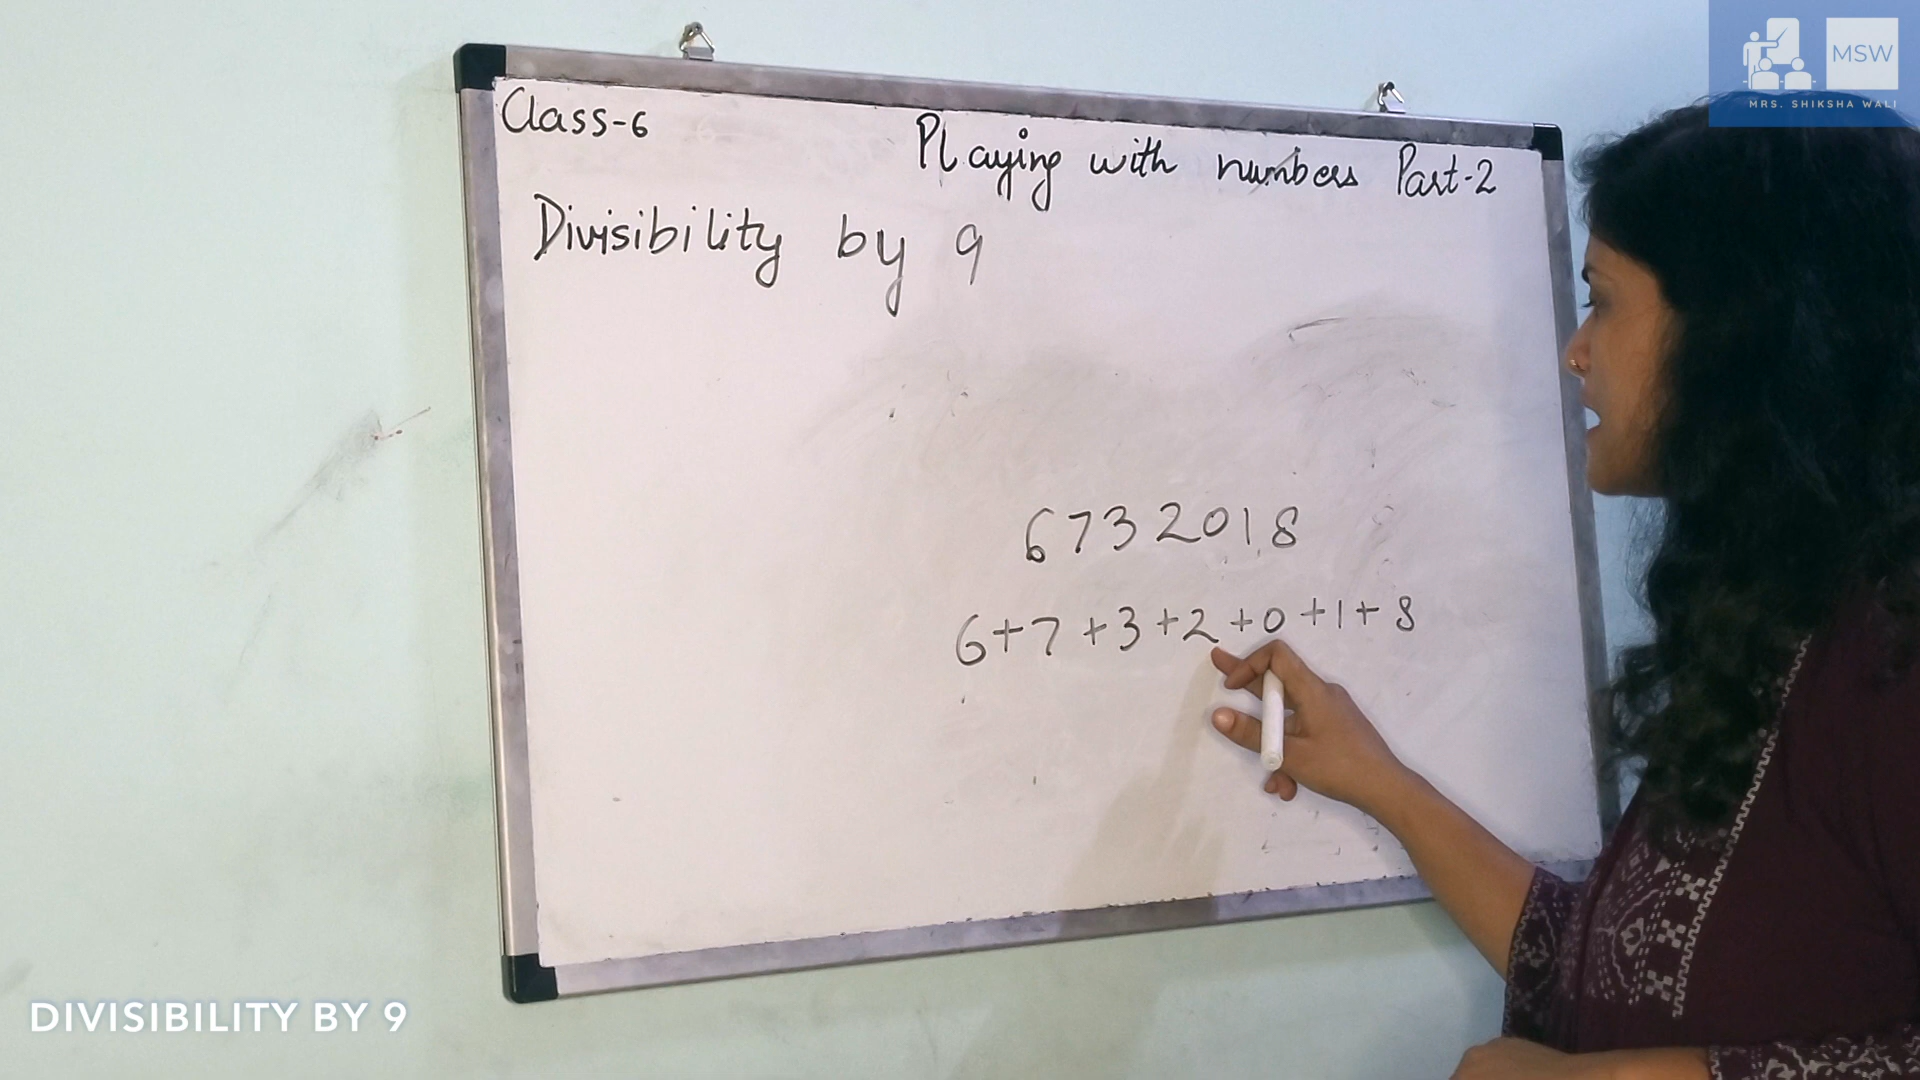 MSW
MRS. SHIKSHA WALI
Class-6
Playing with numbers Part-2
Divisibility by 9
6732018
6+7+3+2+0+1+8
DIVISIBILITY BY 9